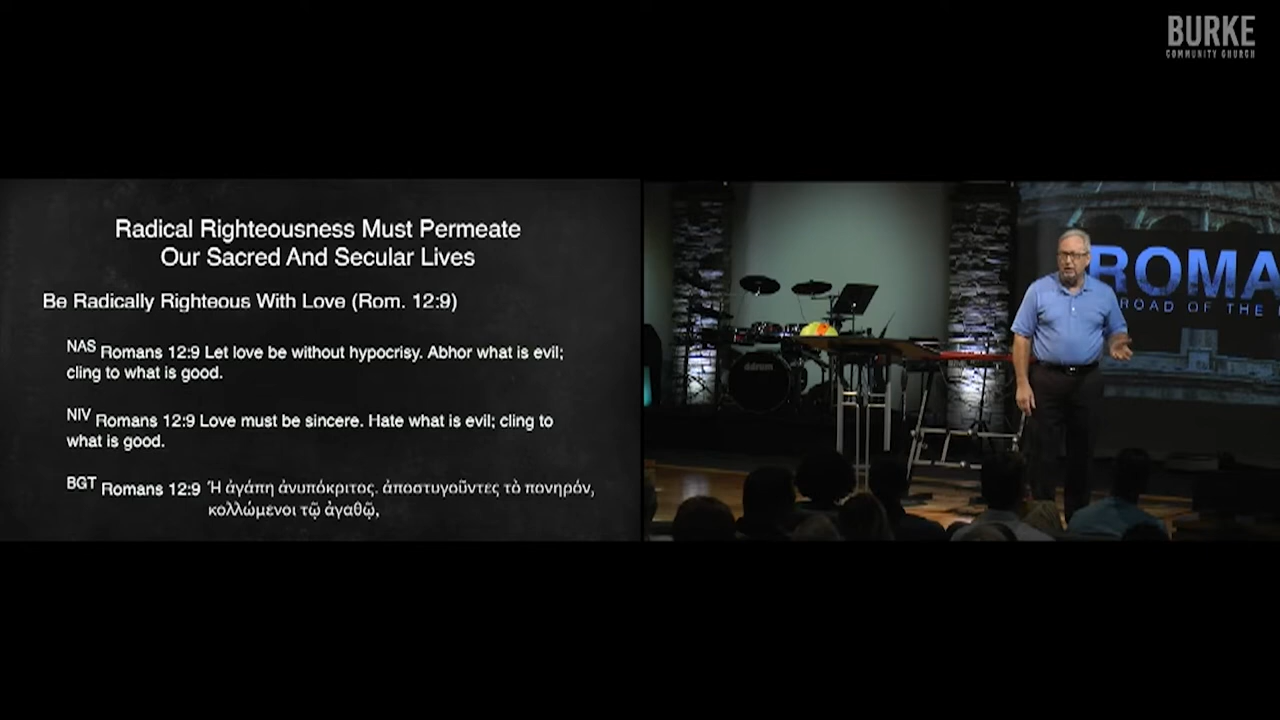 BURKE
COMMUNITY CHURCH
Radical Righteousness Must Permeate
Our Sacred And Secular Lives
Be Radically Righteous With Love (Rom. 12:9)
NAS Romans 12:9 Let love be without hypocrisy. Abhor what is evil;
cling to what is good.
NIV Romans 12:9 Love must be sincere. Hate what is evil; cling to
what is good.
BGT Romans 12:9 Ἡ ἀγάπη ἀνυπόκριτος. ἀποστυγοῦντες τὸ πονηρόν,
κολλώμενοι τῷ ἀγαθῷ,
ROMA
ROAD OF THE
ddrum